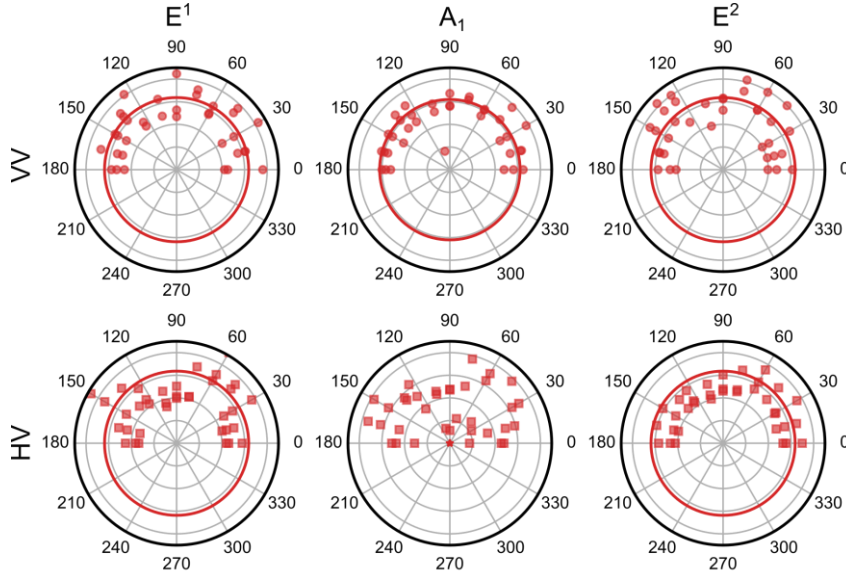 E¹ A₁ E²
90 90 90
120 60 120 60 120 60
150 30 150 30 150 30
VV 180 0 180 0 180 0
210 330 210 330 210 330
240 300 240 300 240 300
270 270 270
90 90 90
120 60 120 60 120 60
150 30 150 30 150 30
HV 180 0 180 0 180 0
210 330 210 330 210 330
240 300 240 300 240 300
270 270 270